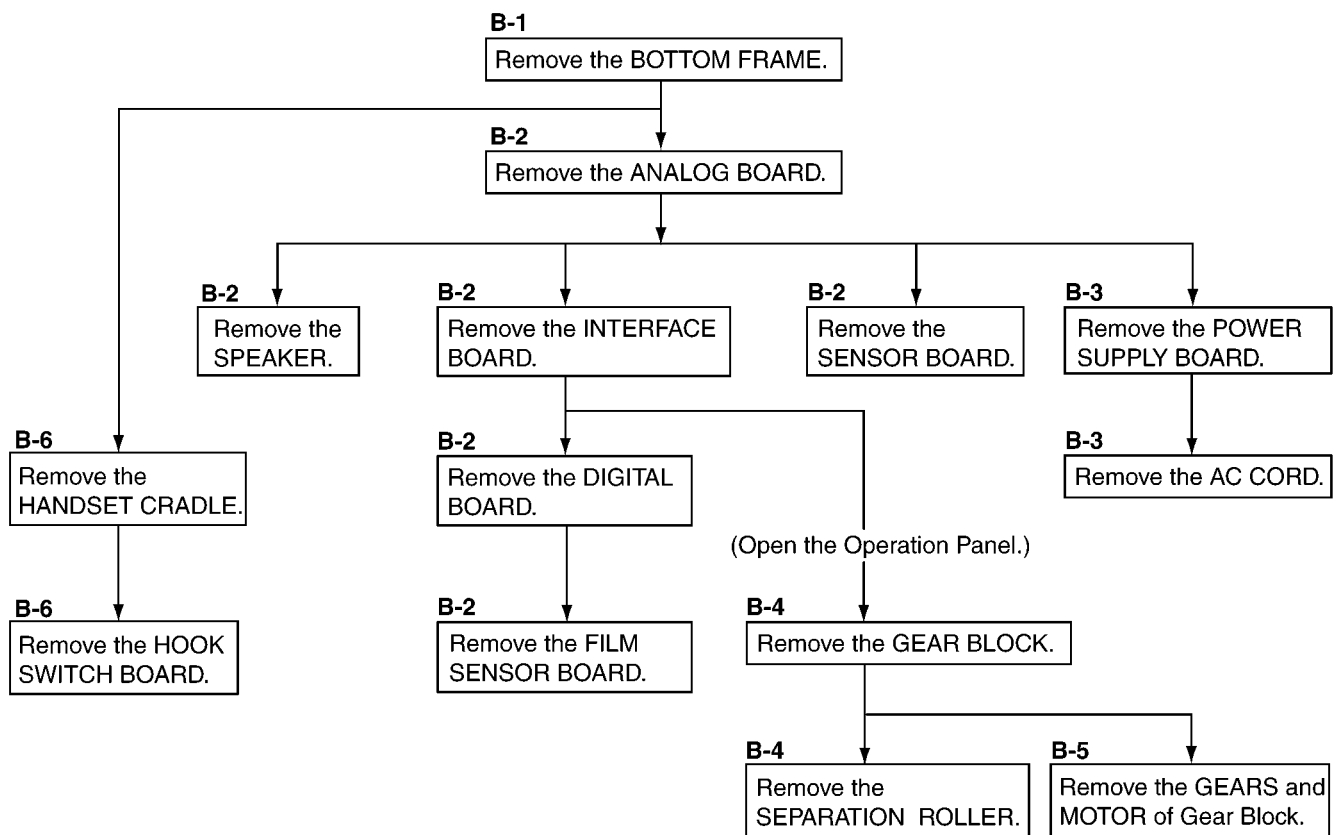 B-1
Remove the BOTTOM FRAME.
B-2
Remove the ANALOG BOARD.
B-2
Remove the
SPEAKER.
B-2
Remove the INTERFACE
BOARD.
B-2
Remove the
SENSOR BOARD.
B-3
Remove the POWER
SUPPLY BOARD.
B-6
Remove the
HANDSET CRADLE.
B-2
Remove the DIGITAL
BOARD.
B-3
Remove the AC CORD.
(Open the Operation Panel.)
B-6
Remove the HOOK
SWITCH BOARD.
B-2
Remove the FILM
SENSOR BOARD.
B-4
Remove the GEAR BLOCK.
B-4
Remove the
SEPARATION ROLLER.
B-5
Remove the GEARS and
MOTOR of Gear Block.